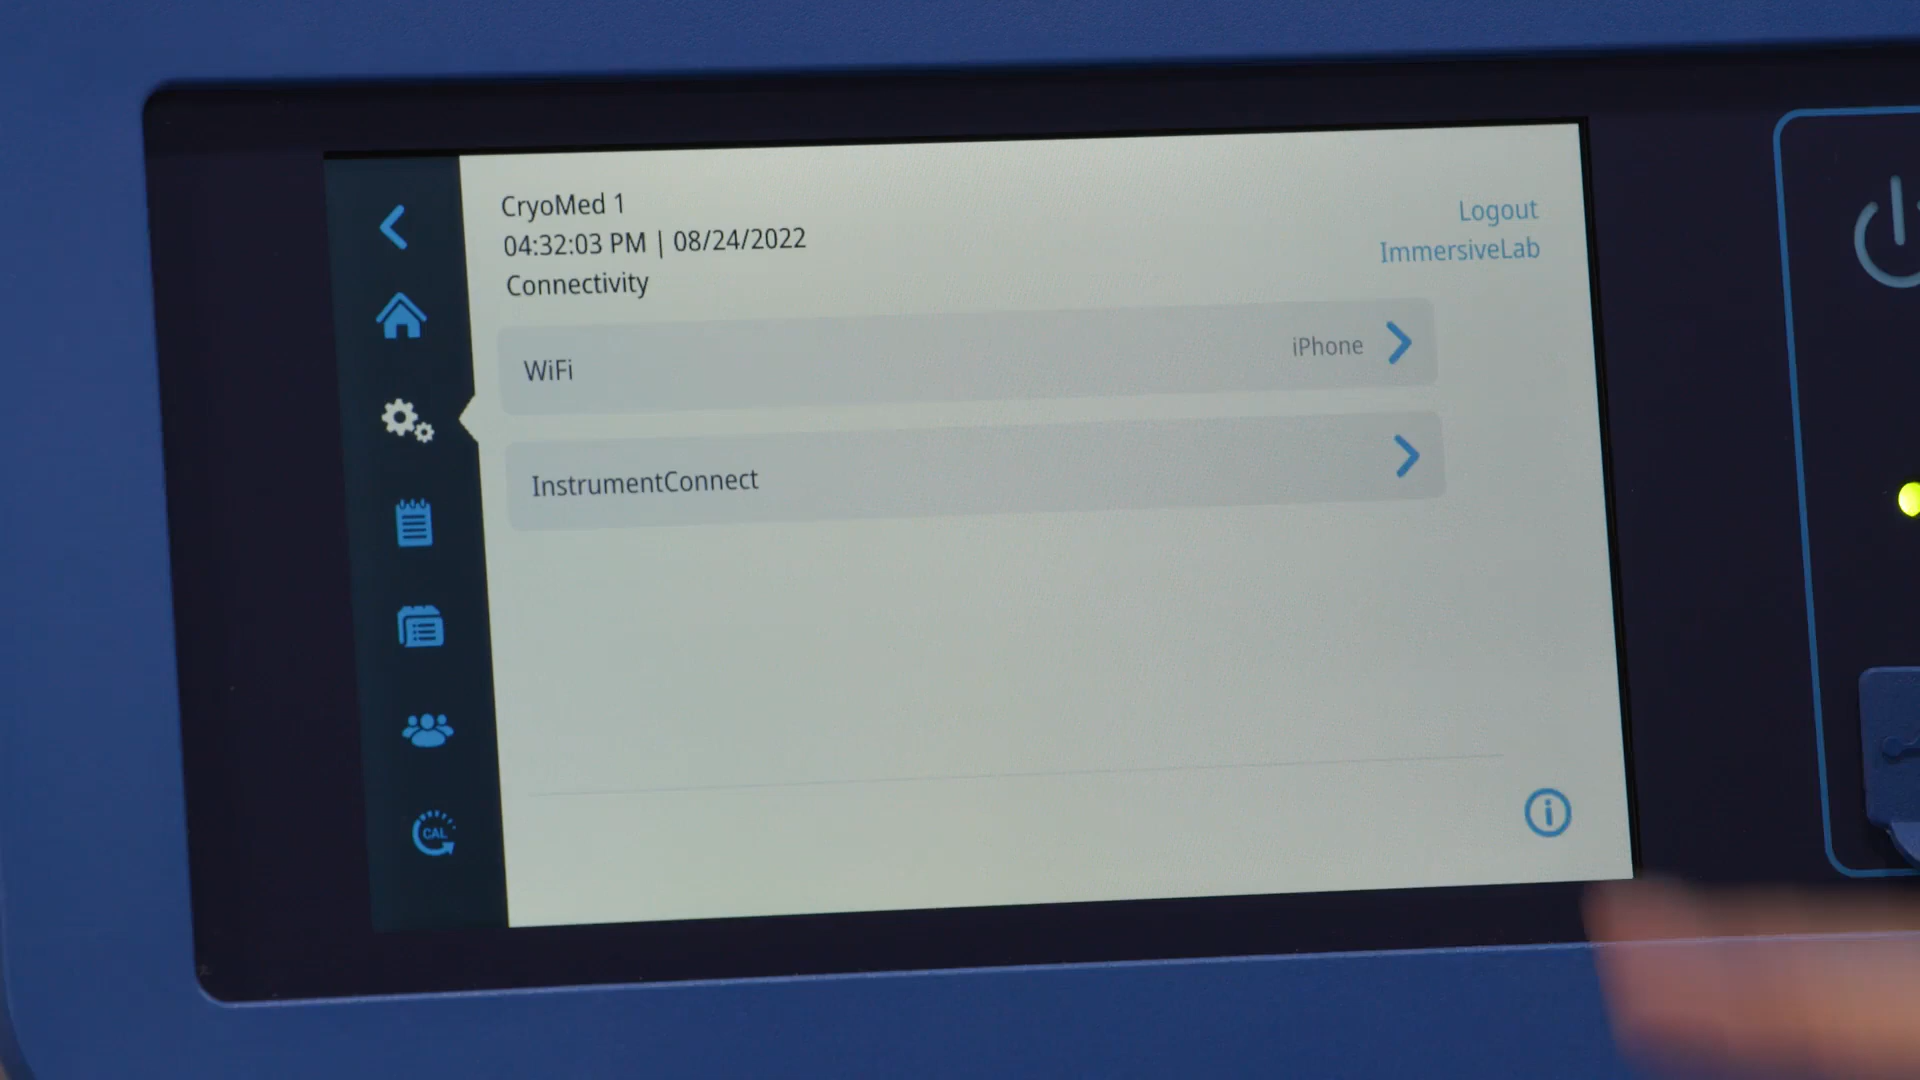 CryoMed 1
04:32:03 PM | 08/24/2022
Connectivity
Logout
ImmersiveLab
WiFi
iPhone
InstrumentConnect
CAL